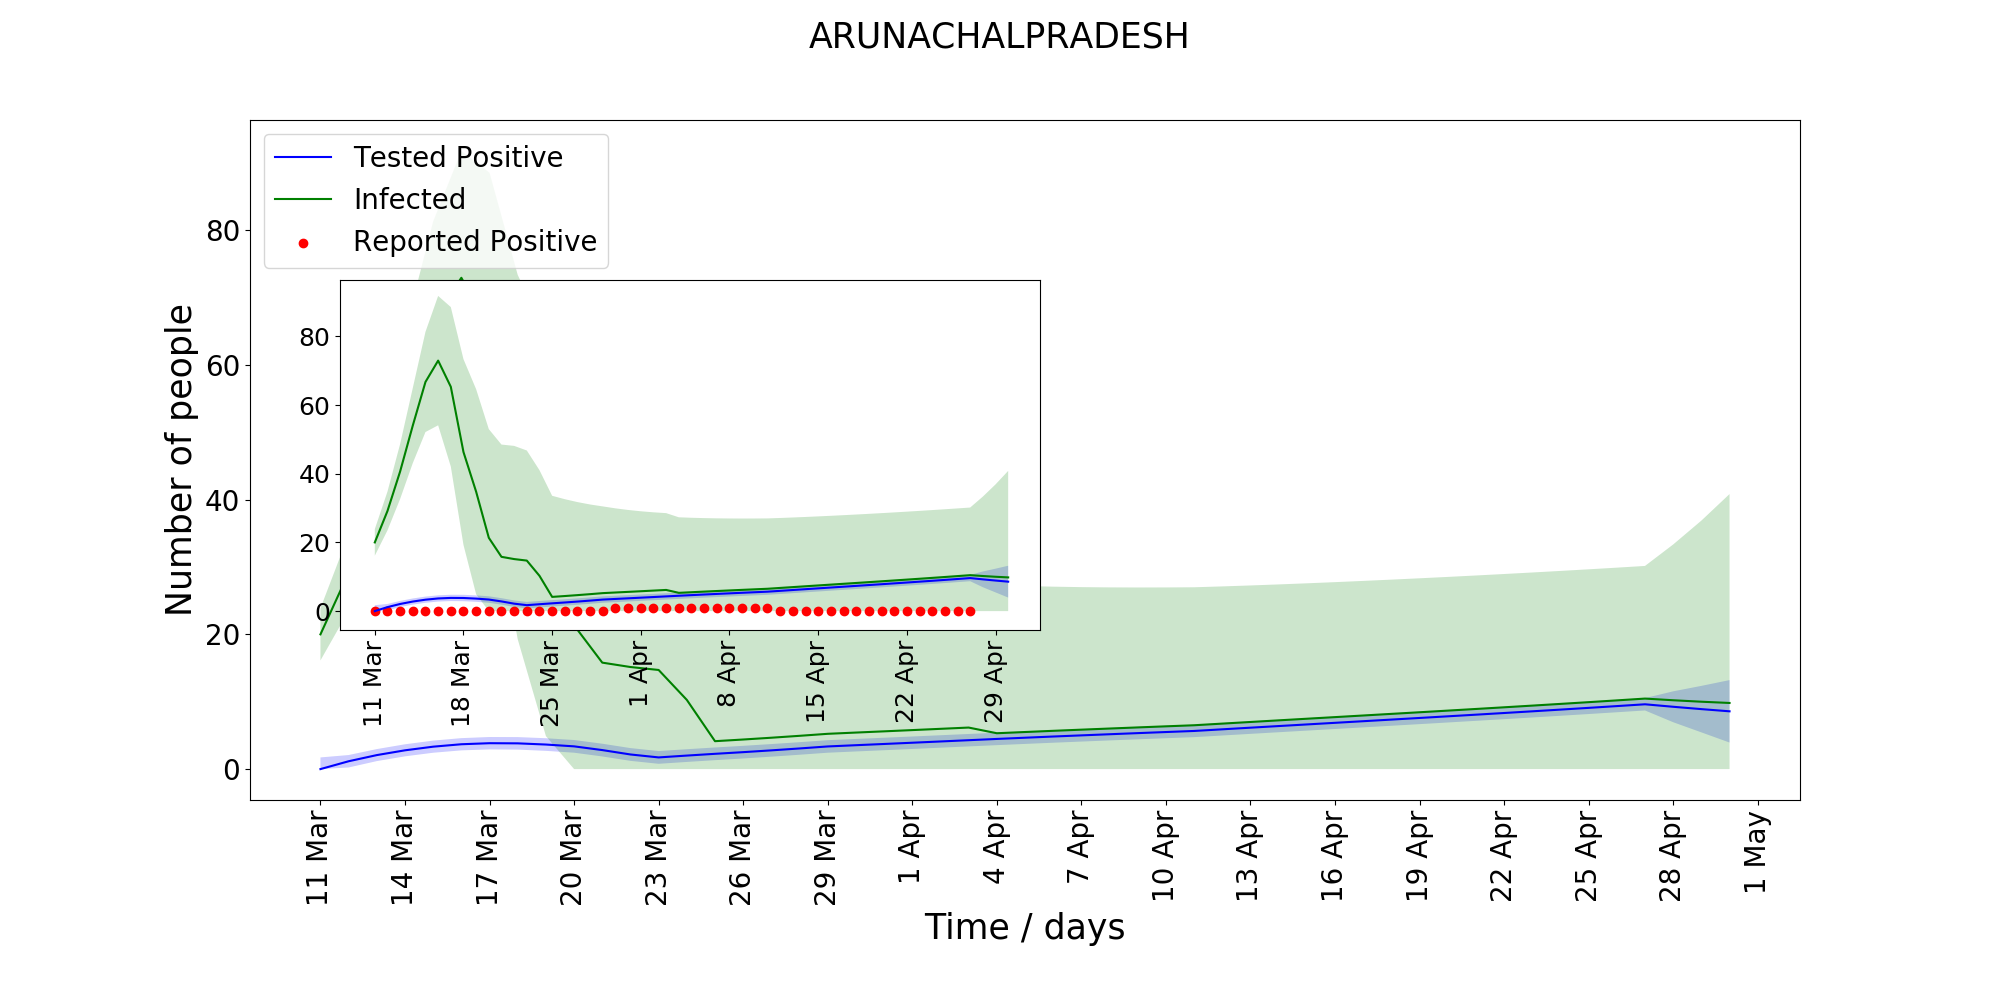 ARUNACHALPRADESH
Tested Positive
Infected
Reported Positive
Number of people
80
60
40
20
0
80
60
40
20
0
11 Mar
18 Mar
25 Mar
1 Apr
8 Apr
15 Apr
22 Apr
29 Apr
11 Mar
14 Mar
17 Mar
20 Mar
23 Mar
26 Mar
29 Mar
1 Apr
4 Apr
7 Apr
10 Apr
13 Apr
16 Apr
19 Apr
22 Apr
25 Apr
28 Apr
1 May
Time / days